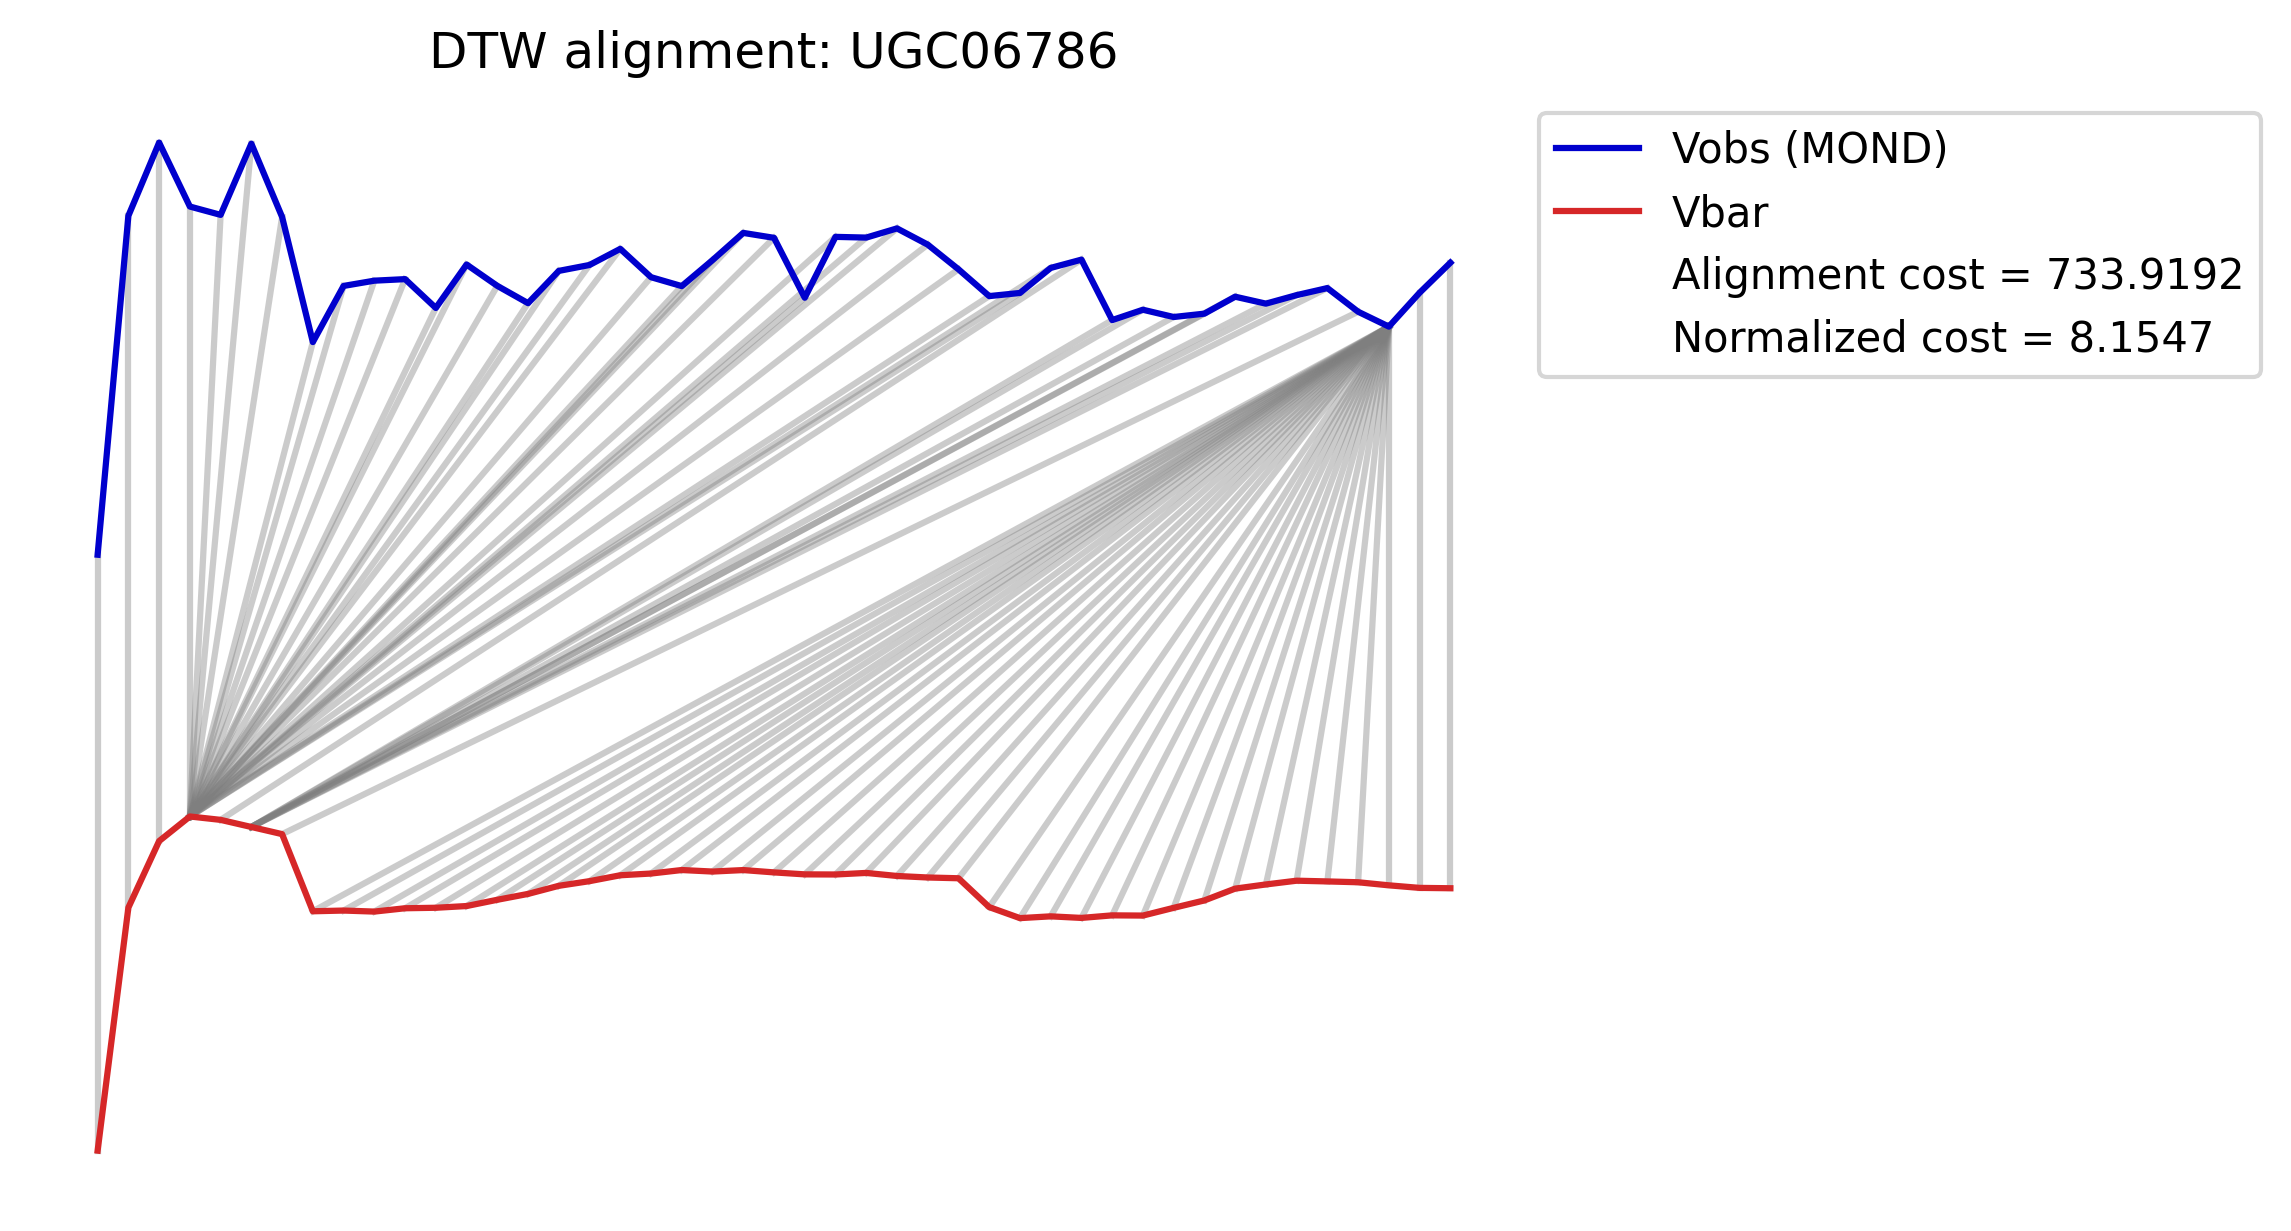 DTW alignment: UGC06786
Vobs (MOND)
Vbar
Alignment cost = 733.9192
Normalized cost = 8.1547